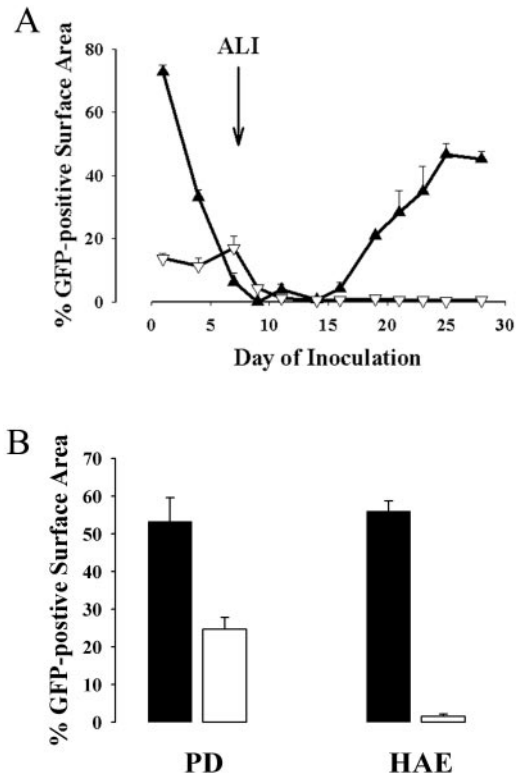 A
% GFP-positive Surface Area
80
60
40
20
0
ALI
0 5 10 15 20 25 30
Day of Inoculation
B
% GFP-postive Surface Area
70
60
50
40
30
20
10
0
PD HAE